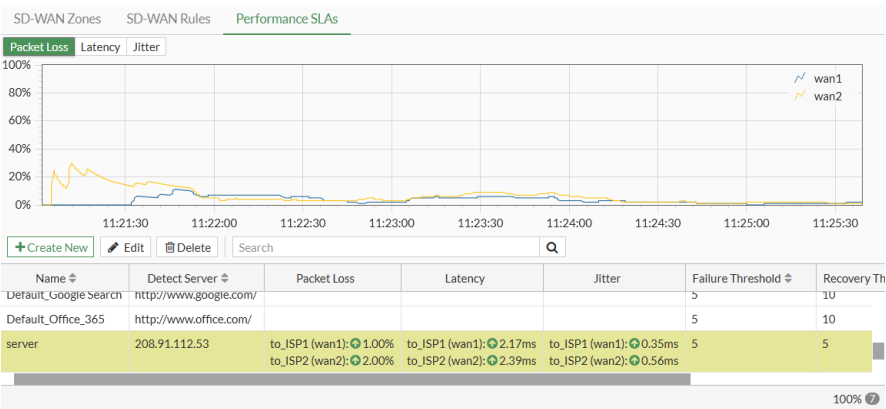 SD-WAN Zones SD-WAN Rules Performance SLAs
Packet Loss Latency Jitter
100%
80%
60%
40%
20%
0%
wan1
wan2
11:21:30 11:22:00 11:22:30 11:23:00 11:23:30 11:24:00 11:24:30 11:25:00 11:25:30
+Create New Edit Delete Search
Name Detect Server Packet Loss Latency Jitter Failure Threshold Recovery Th
Default_Google Search http://www.google.com/ 5 10
Default_Office_365 http://www.office.com/ 5 10
server 208.91.112.53 to_ISP1 (wan1): 1.00% to_ISP1 (wan1): 2.17ms to_ISP1 (wan1): 0.35ms 5 5
to_ISP2 (wan2): 2.00% to_ISP2 (wan2): 2.39ms to_ISP2 (wan2): 0.56ms
100% 7